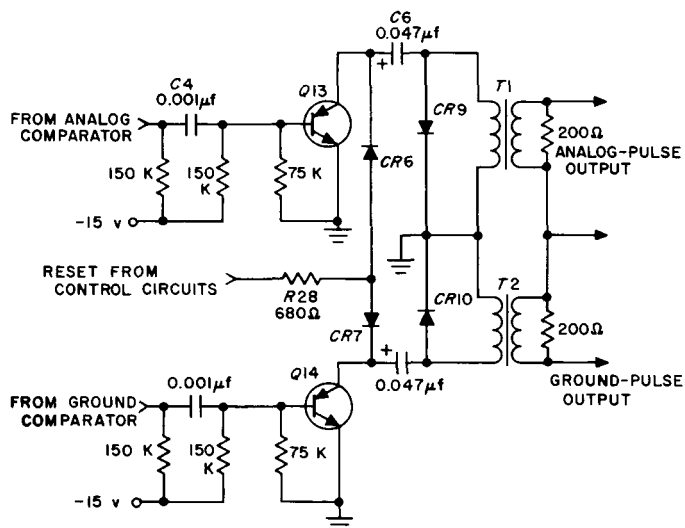 C6
0.047μf
+
C4
0.001μf
Q13
T1
FROM ANALOG
COMPARATOR
CR9
200Ω
ANALOG-PULSE
OUTPUT
150 K
150
K
75 K
CR6
-15 v
RESET FROM
CONTROL CIRCUITS
R28
680Ω
CR7
CR10
T2
200Ω
+
0.047μf
Q14
0.001μf
FROM GROUND
COMPARATOR
GROUND-PULSE
OUTPUT
150 K
150
K
75 K
-15 v